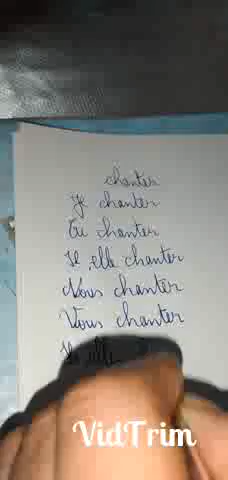 chanter
Je chanter
Tu chanter
Il, elle chanter
Nous chanter
Vous chanter
VidTrim